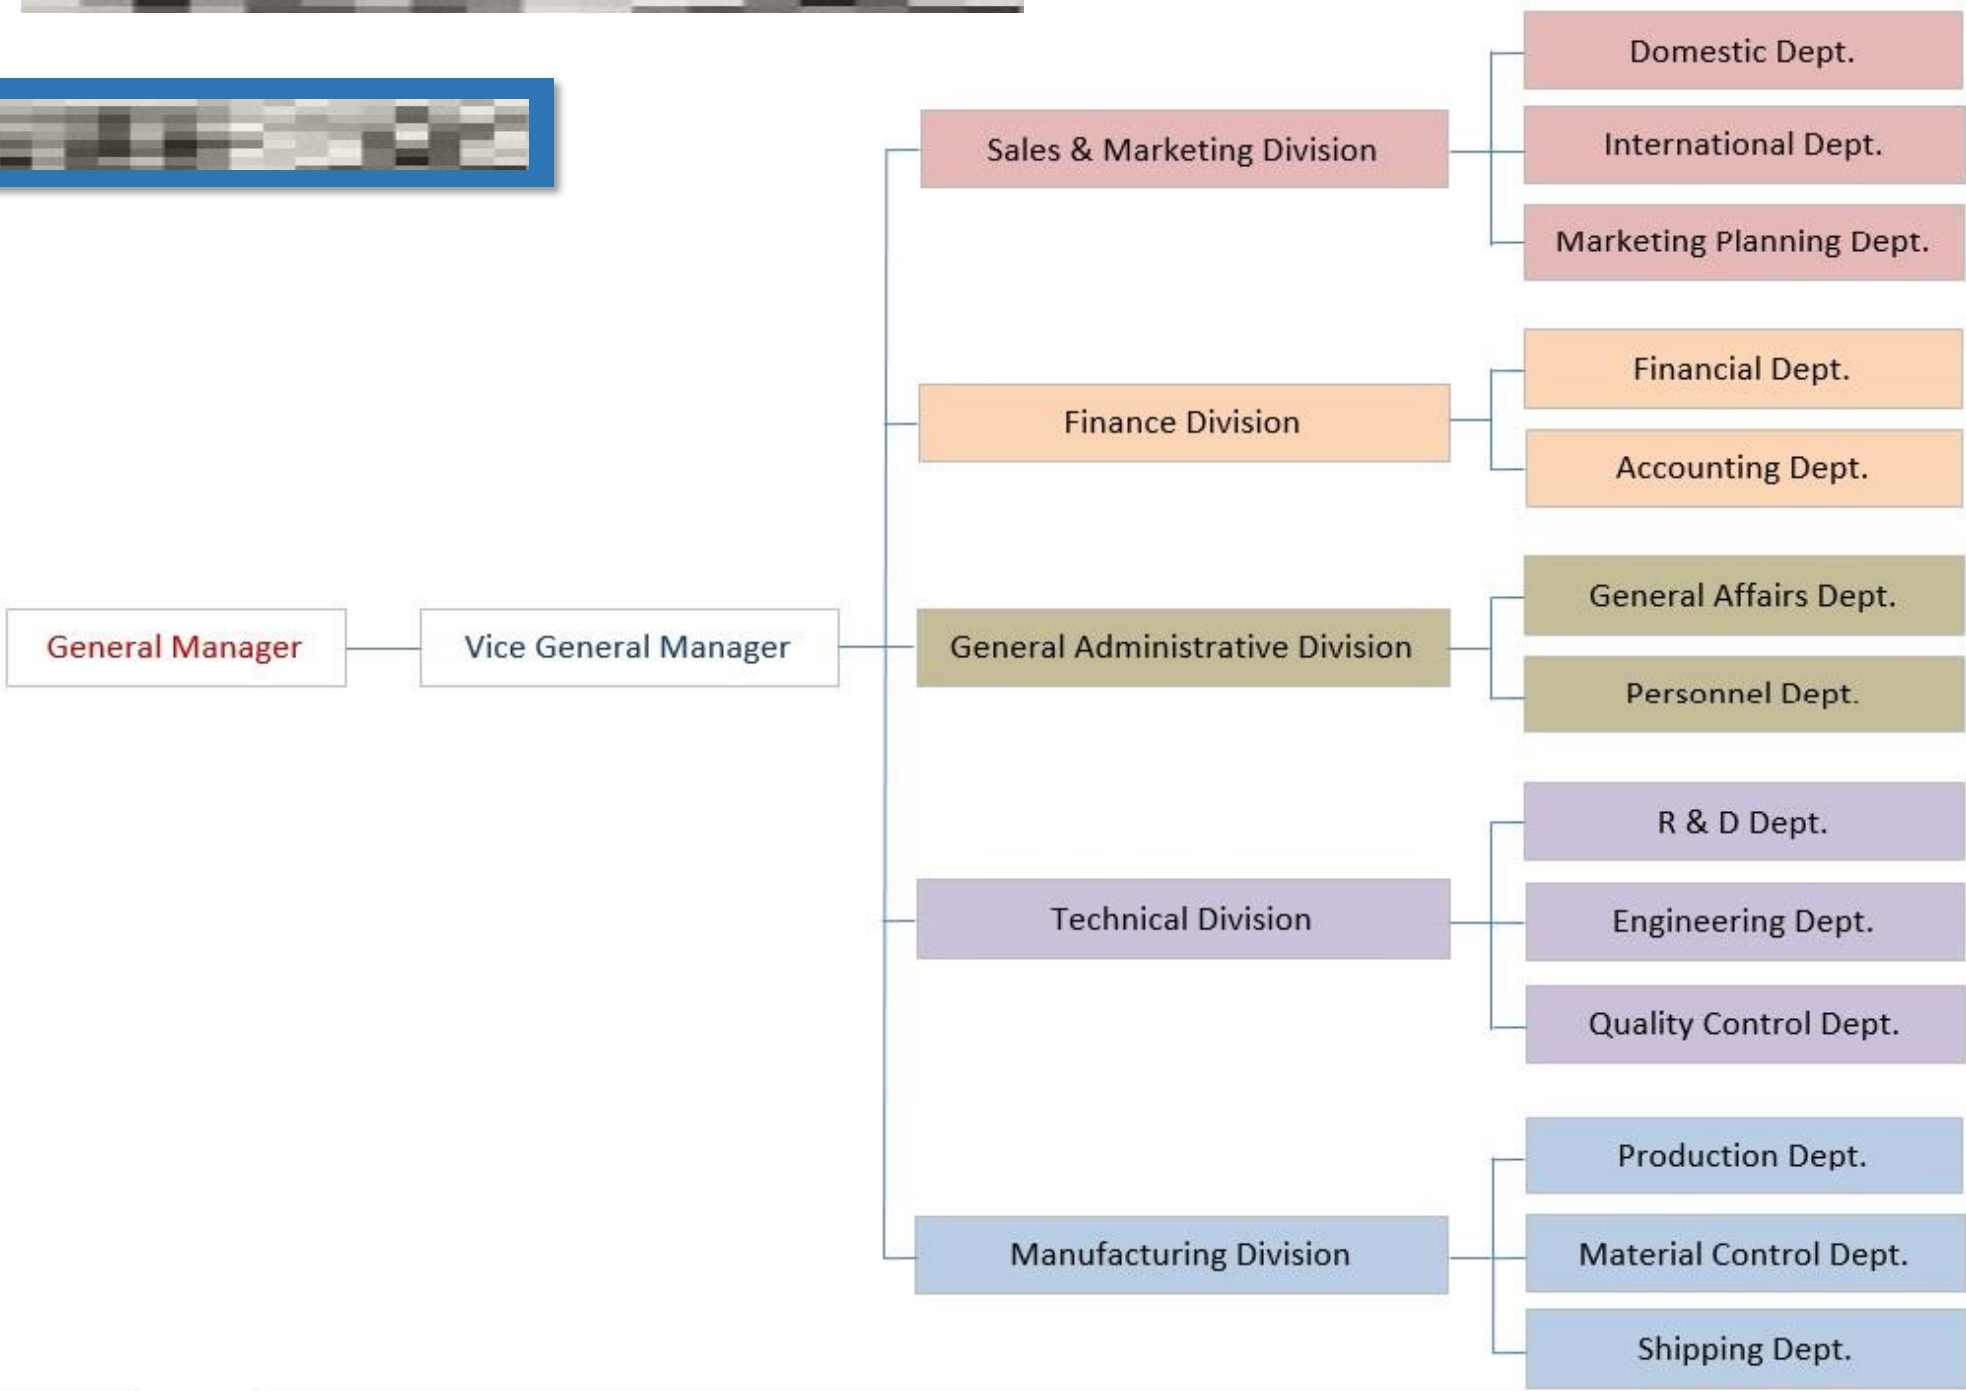 General Manager
Vice General Manager
Sales & Marketing Division
Domestic Dept.
International Dept.
Marketing Planning Dept.
Finance Division
Financial Dept.
Accounting Dept.
General Administrative Division
General Affairs Dept.
Personnel Dept.
Technical Division
R & D Dept.
Engineering Dept.
Quality Control Dept.
Manufacturing Division
Production Dept.
Material Control Dept.
Shipping Dept.